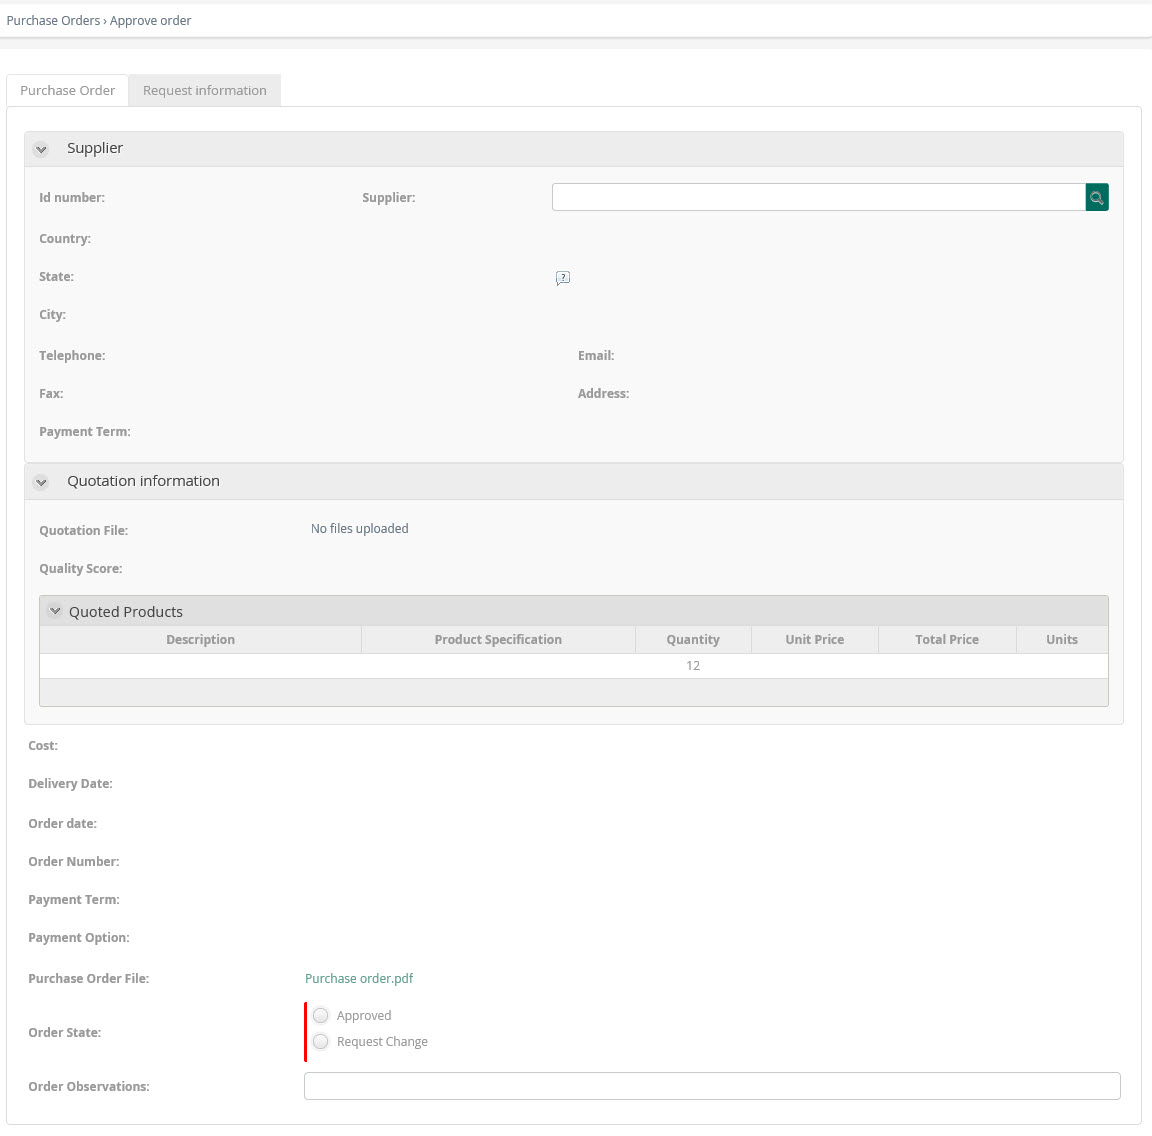 Purchase Orders › Approve order
Purchase Order Request information
Supplier
Id number: Supplier:
Country:
State: ?
City:
Telephone: Email:
Fax: Address:
Payment Term:
Quotation information
Quotation File: No files uploaded
Quality Score:
Quoted Products
Description Product Specification Quantity Unit Price Total Price Units
12
Cost:
Delivery Date:
Order date:
Order Number:
Payment Term:
Payment Option:
Purchase Order File: Purchase order.pdf
Order State:
Approved
Request Change
Order Observations: